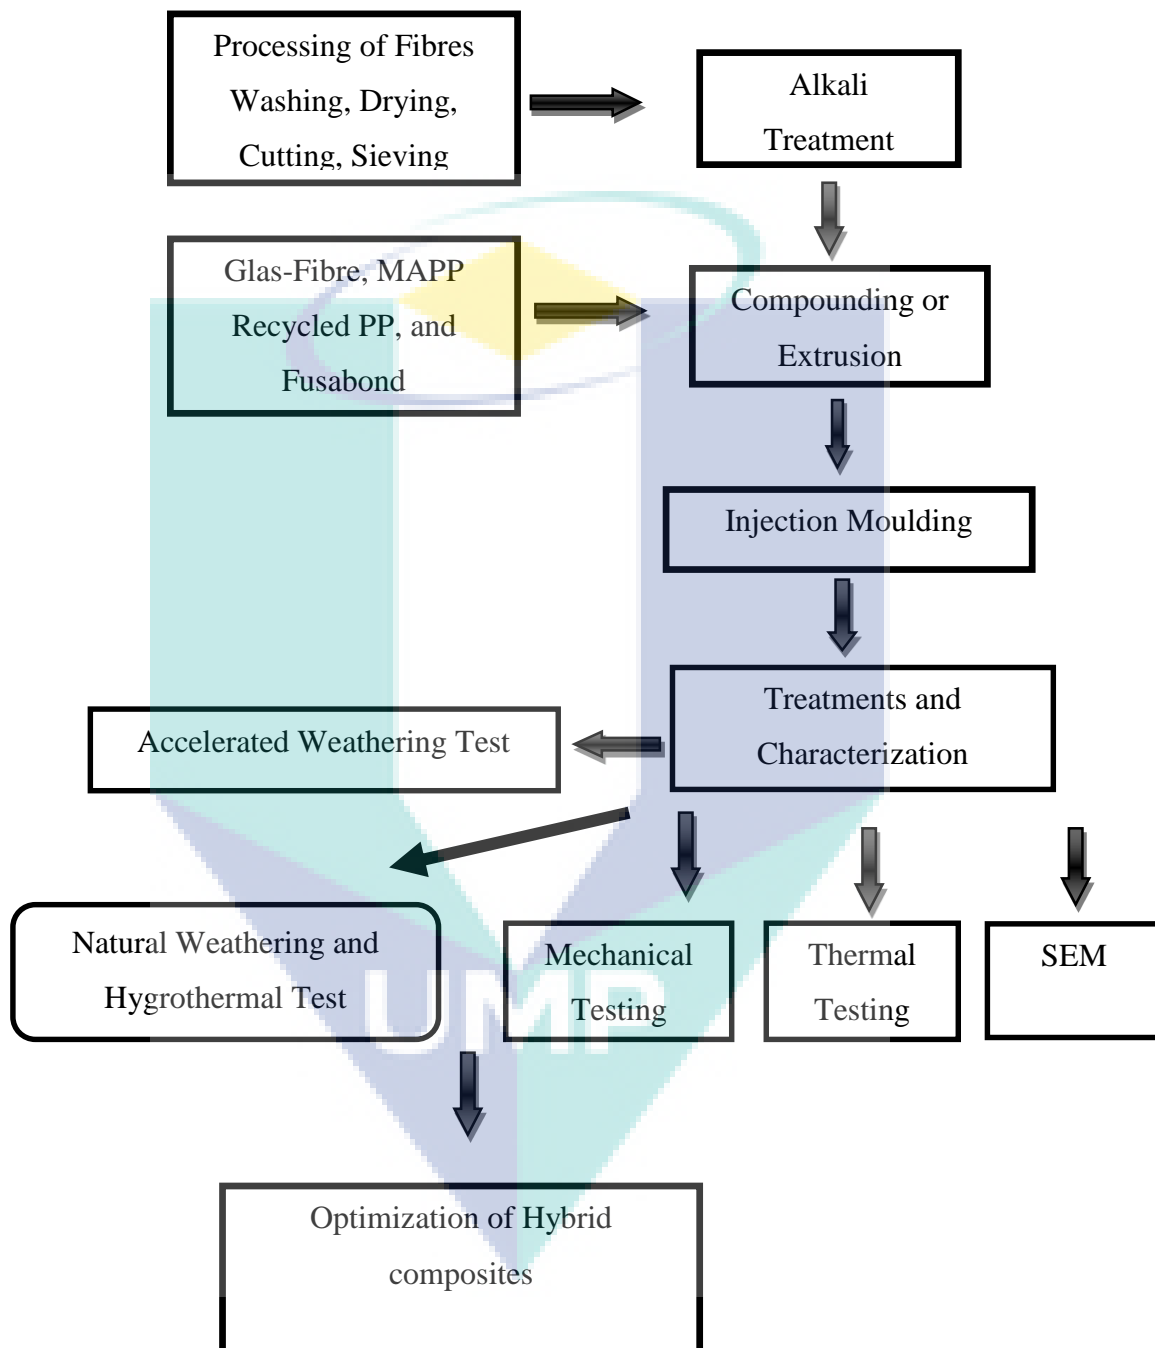 Processing of Fibres
Washing, Drying,
Cutting, Sieving
Alkali
Treatment
Glas-Fibre, MAPP
Recycled PP, and
Fusabond
Compounding or
Extrusion
Injection Moulding
Treatments and
Characterization
Accelerated Weathering Test
Natural Weathering and
Hygrothermal Test
Mechanical
Testing
Thermal
Testing
SEM
UMP
Optimization of Hybrid
composites